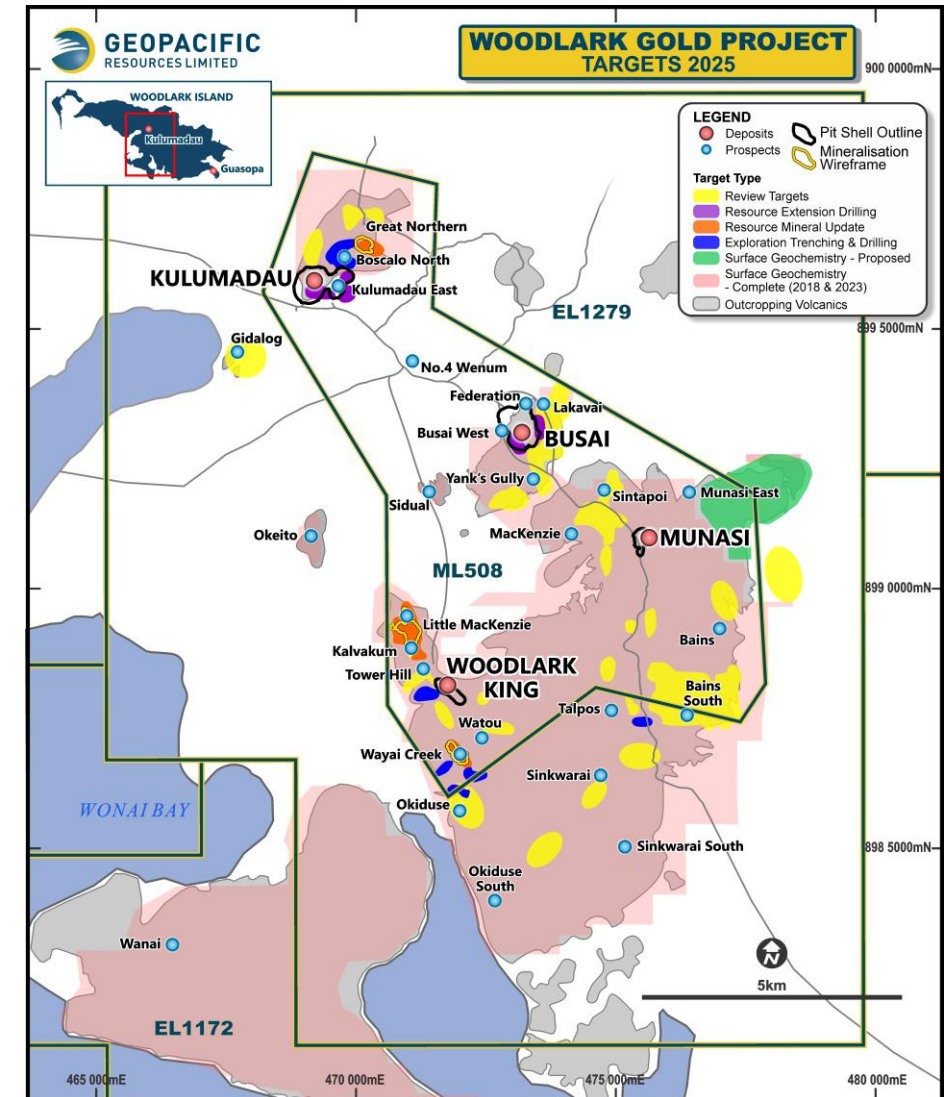 GEOPACIFIC
RESOURCES LIMITED
WOODLARK GOLD PROJECT
TARGETS 2025
900 0000mN
WOODLARK ISLAND
Kulumadau
Guasopa
LEGEND
Deposits
Prospects
Pit Shell Outline
Mineralisation
Wireframe
Target Type
Review Targets
Resource Extension Drilling
Resource Mineral Update
Exploration Trenching & Drilling
Surface Geochemistry - Proposed
Surface Geochemistry
- Complete (2018 & 2023)
Outcropping Volcanics
Great Northern
Boscalo North
KULUMADAU
Kulumadau East
EL1279
899 5000mN
Gidalog
No.4 Wenum
Federation
Lakavai
Busai West
BUSAI
Yank's Gully
Sintapoi
Munasi East
Sidual
Okeito
MacKenzie
MUNASI
ML508
899 0000mN
Little MacKenzie
Bains
Kalvakum
Tower Hill
WOODLARK
KING
Bains
South
Talpos
Watou
Wayai Creek
Sinkwarai
WONAI BAY
Okiduse
Sinkwarai South
898 5000mN
Okiduse
South
Wanai
N
5km
EL1172
465 000mE
470 000mE
475 000mE
480 000mE